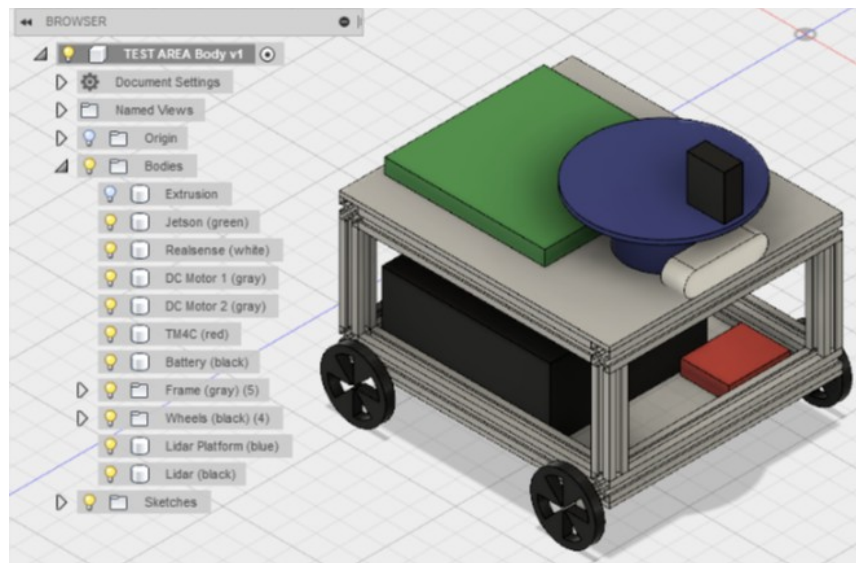 BROWSER
TEST AREA Body v1
Document Settings
Named Views
Origin
Bodies
Extrusion
Jetson (green)
Realsense (white)
DC Motor 1 (gray)
DC Motor 2 (gray)
TM4C (red)
Battery (black)
Frame (gray) (5)
Wheels (black) (4)
Lidar Platform (blue)
Lidar (black)
Sketches